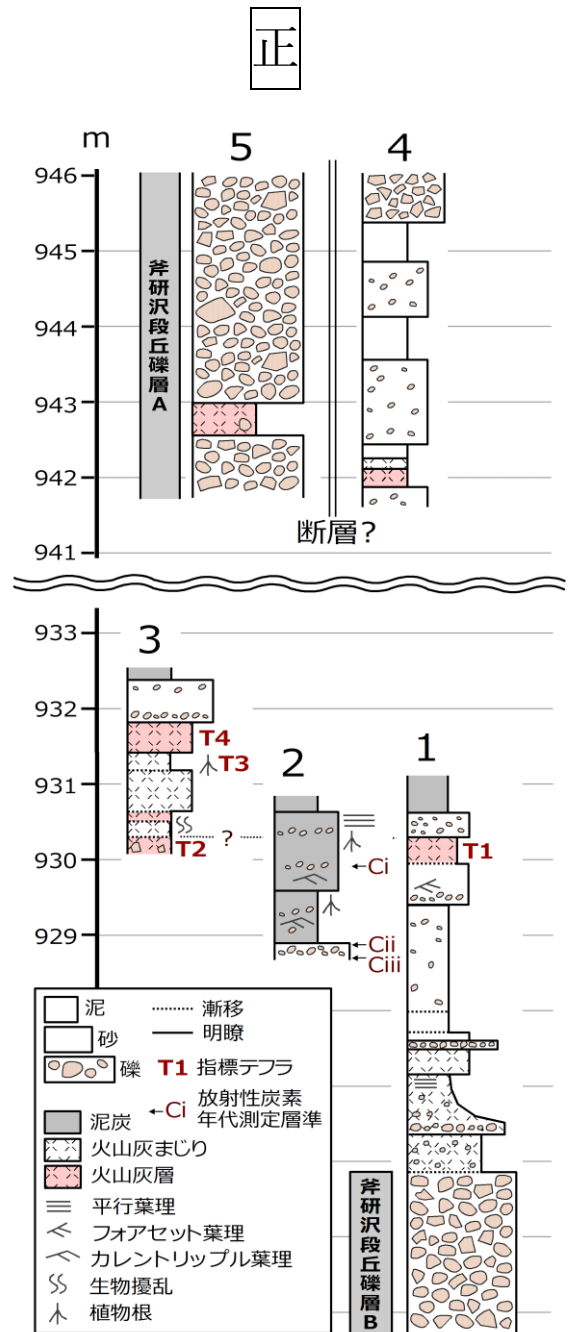 正
m
5
4
946
945
944
943
942
941
斧研沢段丘礫層A
断層?
933
932
931
930
929
3
2
1
T4
T3
?
T2
T1
Ci
Cii
Ciii
泥
砂
礫
漸移
明瞭
T1 指標テフラ
Ci 放射性炭素
年代測定層準
泥炭
火山灰まじり
火山灰層
平行葉理
フォアセット葉理
カレントリップル葉理
生物擾乱
植物根
斧研沢段丘礫層B